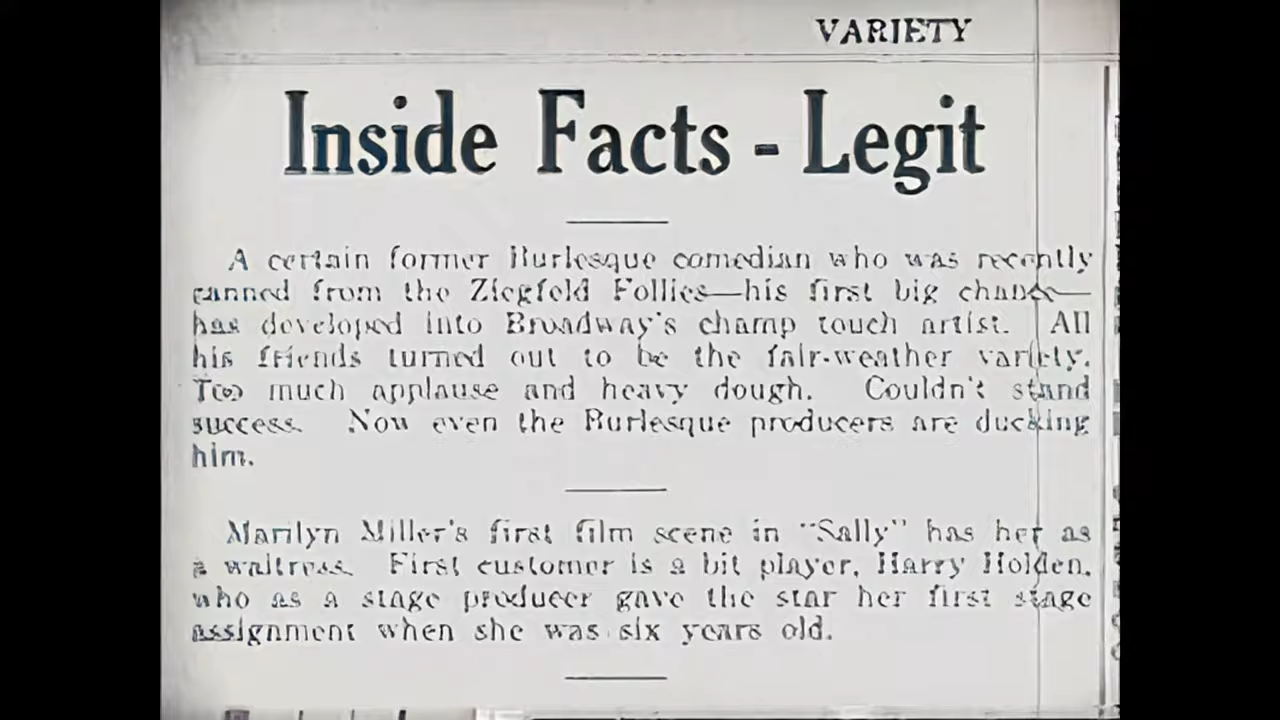 VARIETY
Inside Facts - Legit
A certain former Burlesque comedian who was recently
canned from the Ziegfeld Follies—his first big chance—
has developed into Broadway's champ touch artist. All
his friends turned out to be the fair-weather variety.
Too much applause and heavy dough. Couldn't stand
success. Now even the Burlesque producers are ducking
him.
Marilyn Miller's first film scene in "Sally" has her as
a waitress. First customer is a bit player, Harry Holden,
who as a stage producer gave the star her first stage
assignment when she was six years old.